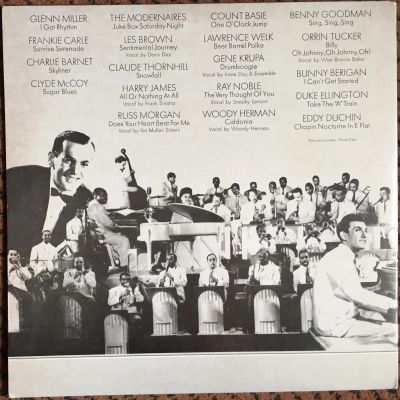 GLENN MILLER
I Got Rhythm
FRANKIE CARLE
Sunrise Serenade
CHARLIE BARNET
Skyliner
CLYDE McCOY
Sugar Blues
THE MODERNAIRES
Juke Box Saturday Night
LES BROWN
Sentimental Journey
Vocal by Doris Day
CLAUDE THORNHILL
Snowfall
HARRY JAMES
All Or Nothing At All
Vocal by Frank Sinatra
RUSS MORGAN
Does Your Heart Beat For Me
Vocal by the Mullen Sisters
COUNT BASIE
One O'Clock Jump
LAWRENCE WELK
Beer Barrel Polka
GENE KRUPA
Drumboogie
Vocal by Irene Day & Ensemble
RAY NOBLE
The Very Thought Of You
Vocal by Snooky Lanson
WOODY HERMAN
Caldonia
Vocal by Woody Herman
BENNY GOODMAN
Sing, Sing, Sing
ORRIN TUCKER
Billy
Oh Johnny, Oh Johnny, Oh!
Vocal by Wee Bonnie Baker
BUNNY BERIGAN
I Can't Get Started
DUKE ELLINGTON
Take The "A" Train
EDDY DUCHIN
Chopin Nocturne In E Flat